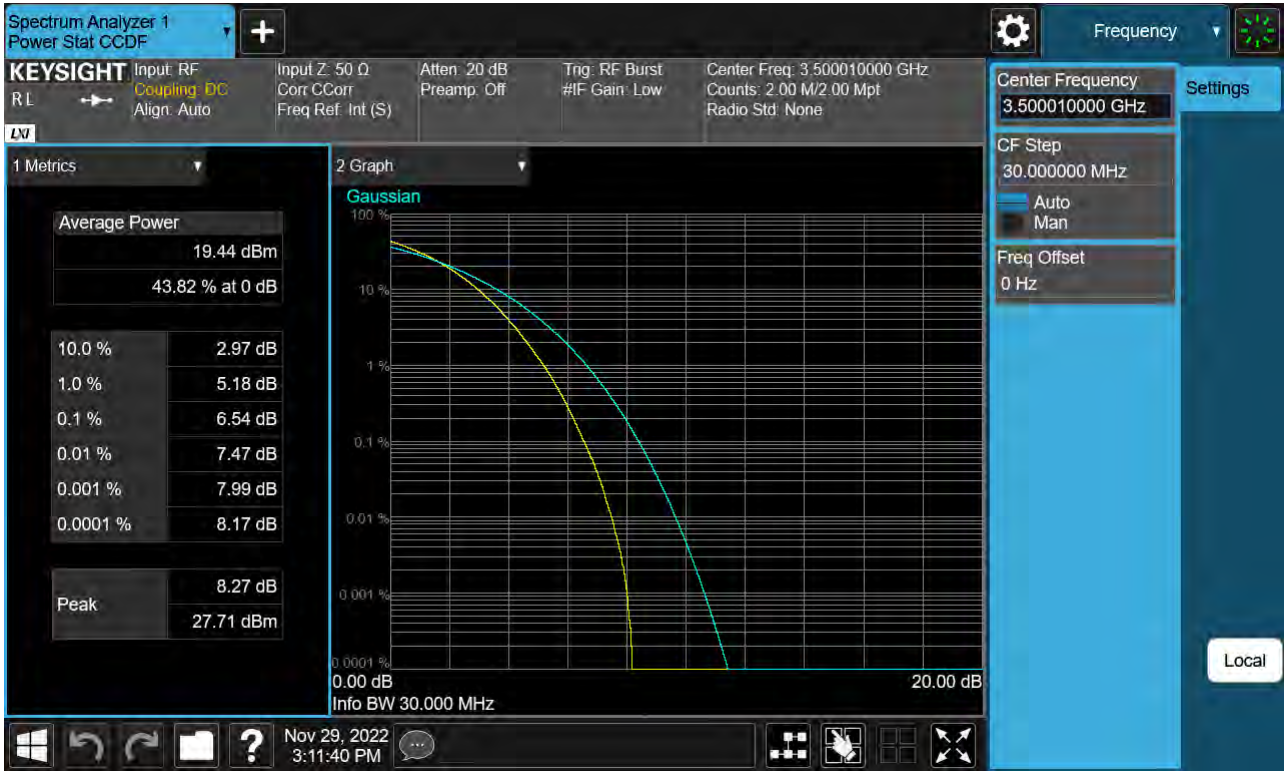 Spectrum Analyzer 1
Power Stat CCDF
+
Frequency
KEYSIGHT
Input: RF
Coupling: DC
Align: Auto
Input Z: 50 Ω
Corr CCorr
Freq Ref: Int (S)
Atten: 20 dB
Preamp: Off
Trig: RF Burst
#IF Gain: Low
Center Freq: 3.500010000 GHz
Counts: 2.00 M/2.00 Mpt
Radio Std: None
R L
LXI
Center Frequency
3.500010000 GHz
Settings
CF Step
30.000000 MHz
Auto
Man
Freq Offset
0 Hz
1 Metrics
Average Power
19.44 dBm
43.82 % at 0 dB
10.0 % 2.97 dB
1.0 % 5.18 dB
0.1 % 6.54 dB
0.01 % 7.47 dB
0.001 % 7.99 dB
0.0001 % 8.17 dB
Peak
8.27 dB
27.71 dBm
2 Graph
Gaussian
100 %
10 %
1 %
0.1 %
0.01 %
0.001 %
0.0001 %
0.00 dB 20.00 dB
Info BW 30.000 MHz
Local
?
Nov 29, 2022
3:11:40 PM